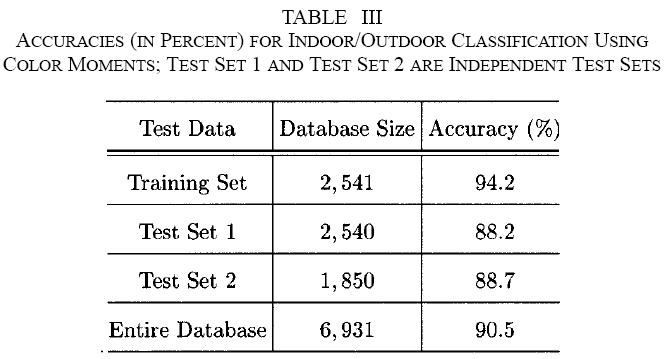 TABLE III
ACCURACIES (IN PERCENT) FOR INDOOR/OUTDOOR CLASSIFICATION USING
COLOR MOMENTS; TEST SET 1 AND TEST SET 2 ARE INDEPENDENT TEST SETS
Test Data Database Size Accuracy (%)
Training Set 2,541 94.2
Test Set 1 2,540 88.2
Test Set 2 1,850 88.7
Entire Database 6,931 90.5